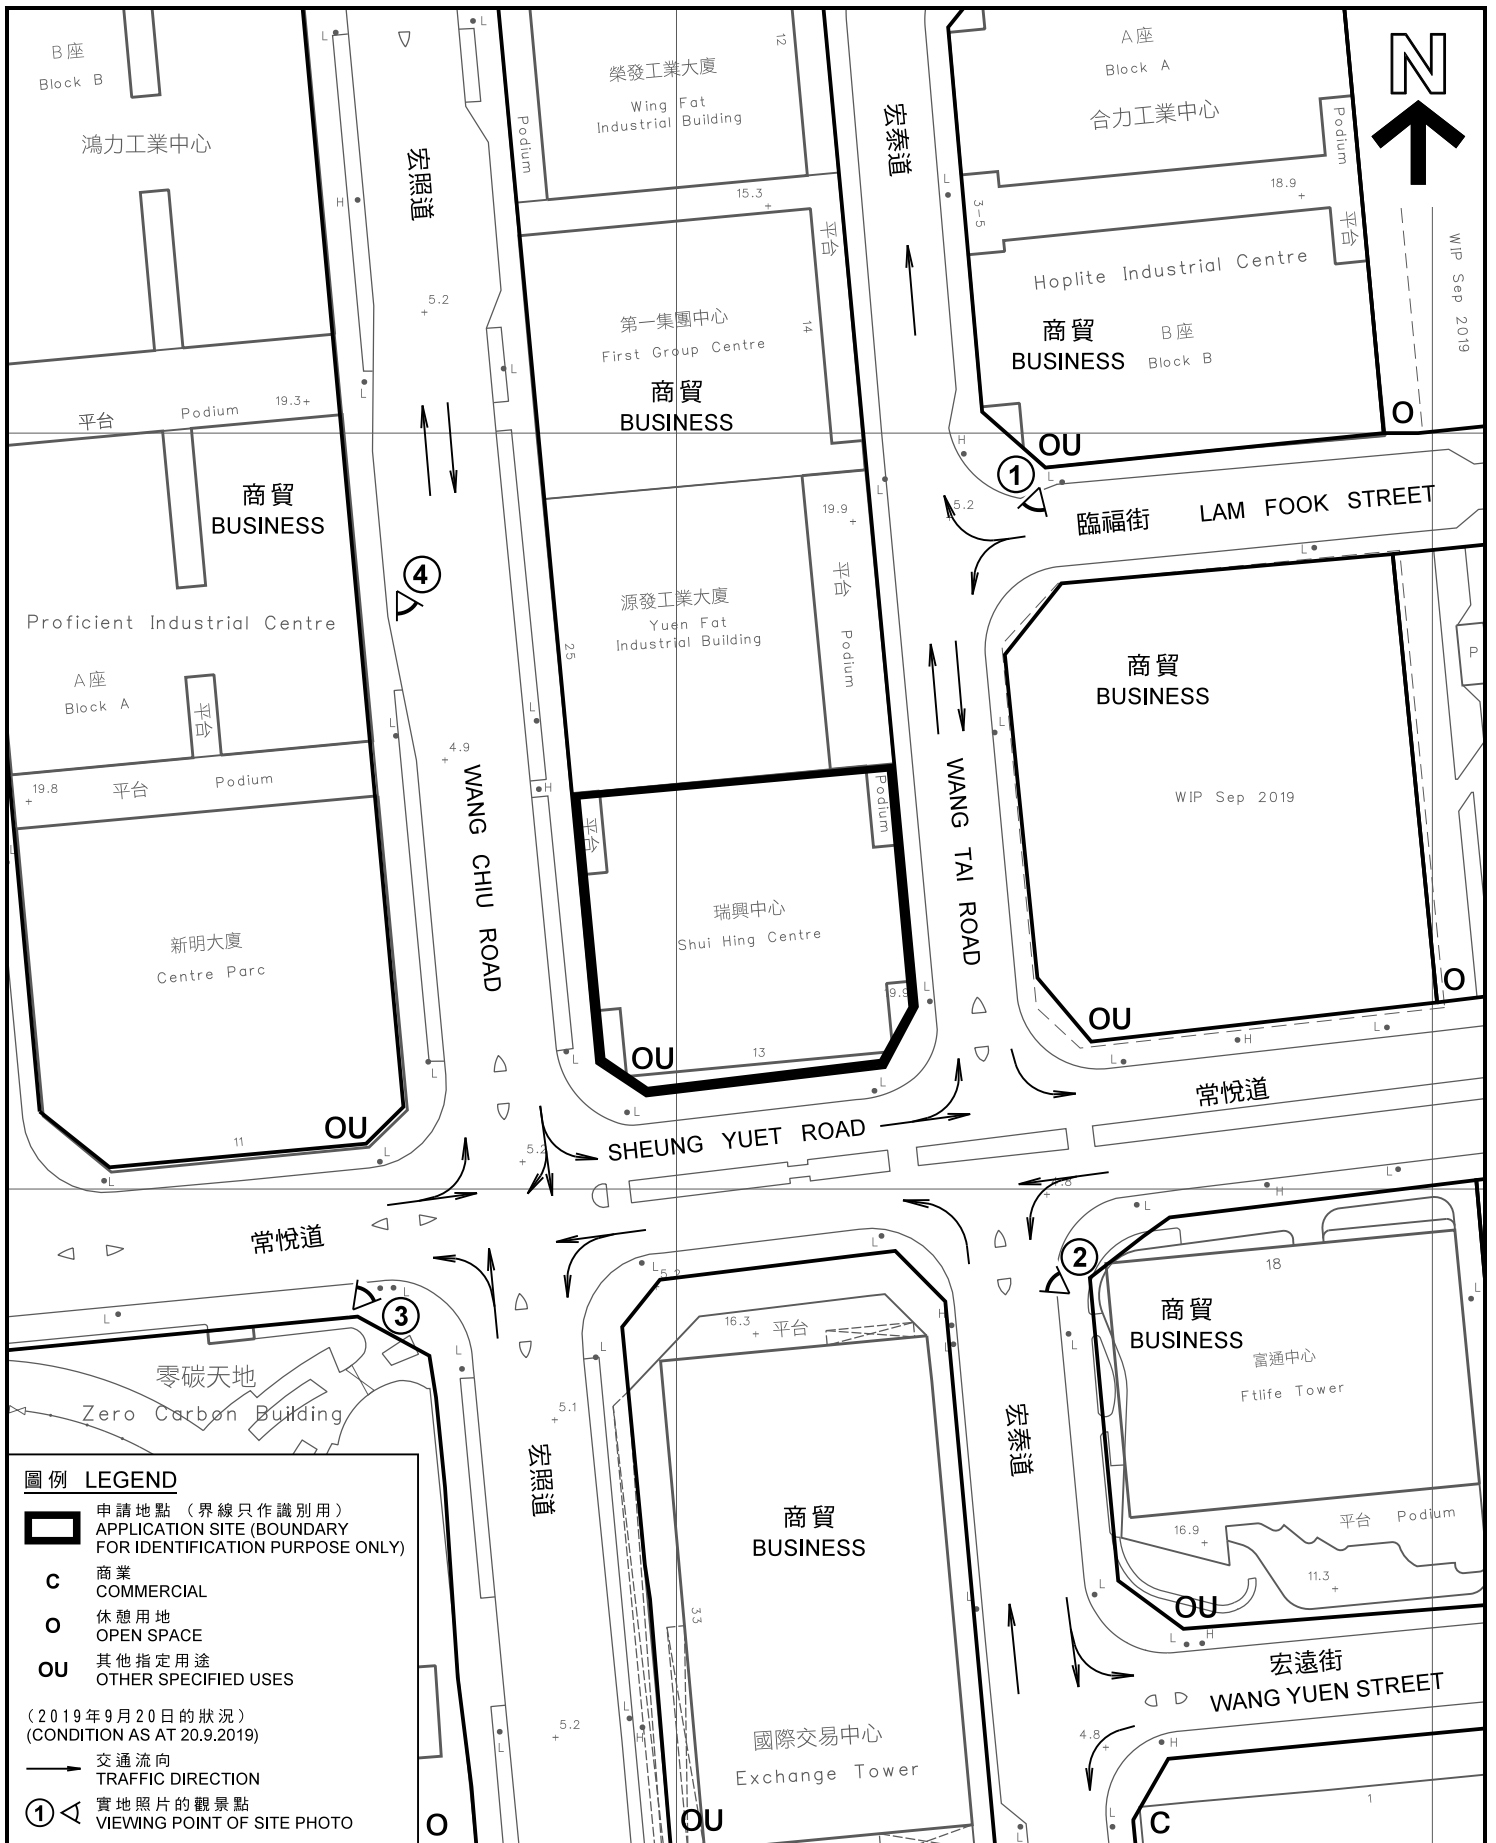 B座
Block B
鴻力工業中心
宏照道
榮發工業大廈
Wing Fat
Industrial Building
12
Podium
15.3
平台
宏泰道
A座
Block A
合力工業中心
Podium
18.9
平台
3-5
Hoplite Industrial Centre
商貿
BUSINESS
B座
Block B
WIP Sep 2019
N
5.2
第一集團中心
First Group Centre
14
商貿
BUSINESS
平台
Podium
19.3
商貿
BUSINESS
O
OU
1
5.2
臨福街
LAM FOOK STREET
4
Proficient Industrial Centre
A座
Block A
平台
19.8
平台
Podium
19.9
平台
Podium
源發工業大廈
Yuen Fat
Industrial Building
25
商貿
BUSINESS
P
WIP Sep 2019
4.9
WANG CHIU ROAD
WANG TAI ROAD
平台
Podium
瑞興中心
Shui Hing Centre
13
OU
新明大廈
Centre Parc
11
OU
O
OU
常悅道
SHEUNG YUET ROAD
5.2
常悅道
4.8
2
3
零碳天地
Zero Carbon Building
5.2
16.3
平台
18
商貿
BUSINESS
富通中心
Ftlife Tower
5.1
宏照道
宏泰道
商貿
BUSINESS
33
16.9
平台
Podium
11.3
OU
宏遠街
WANG YUEN STREET
5.2
國際交易中心
Exchange Tower
4.8
1
O
OU
C
圖例 LEGEND
申請地點（界線只作識別用）
APPLICATION SITE (BOUNDARY
FOR IDENTIFICATION PURPOSE ONLY)
C
商業
COMMERCIAL
O
休憩用地
OPEN SPACE
OU
其他指定用途
OTHER SPECIFIED USES
（2019年9月20日的狀況）
(CONDITION AS AT 20.9.2019)
交通流向
TRAFFIC DIRECTION
1
實地照片的觀景點
VIEWING POINT OF SITE PHOTO